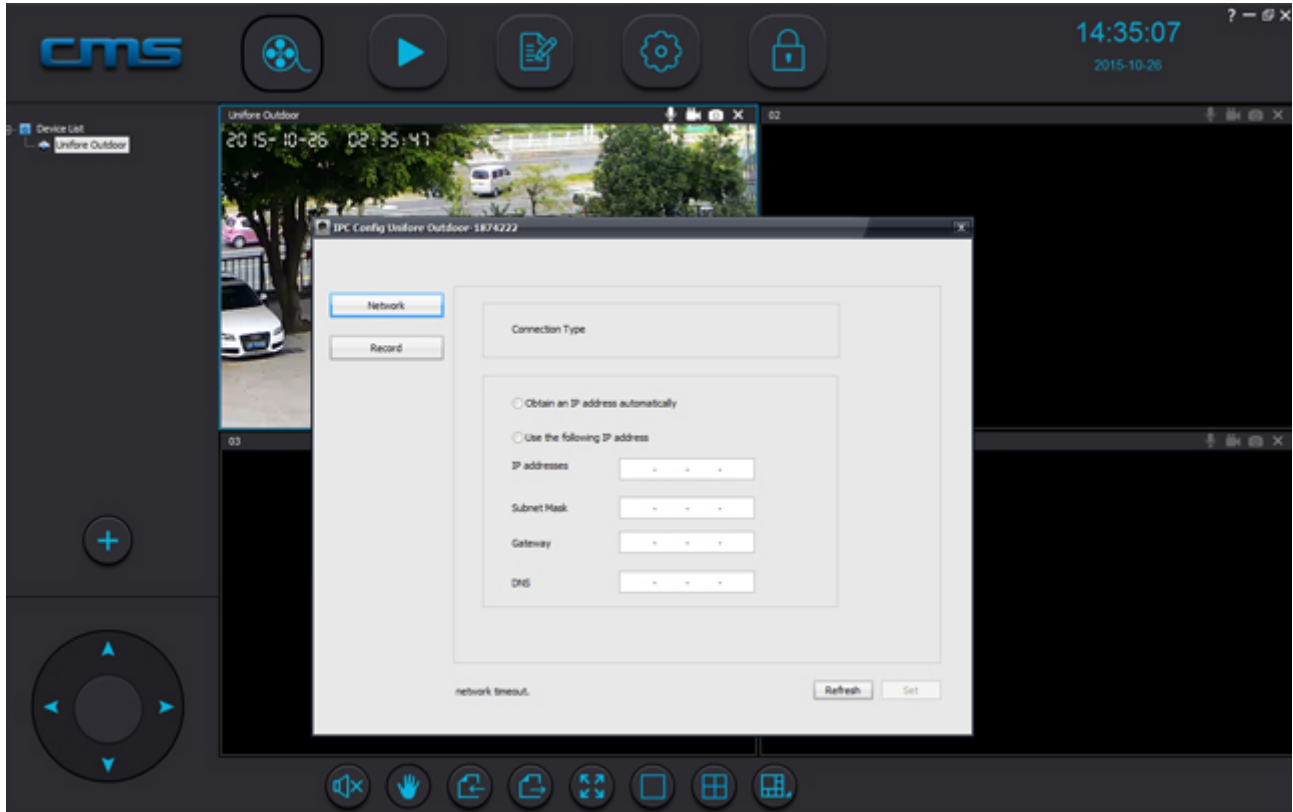 cms
? 
14:35:07
2015-10-26
Device List
Unifore Outdoor
Unifore Outdoor
2015-10-26 02:35:47
02
IPC Config Unifore Outdoor-1874222
Network
Record
Connection Type
Obtain an IP address automatically
Use the following IP address
IP addresses
Subnet Mask
Gateway
DNS
network timeout.
Refresh
Set
03